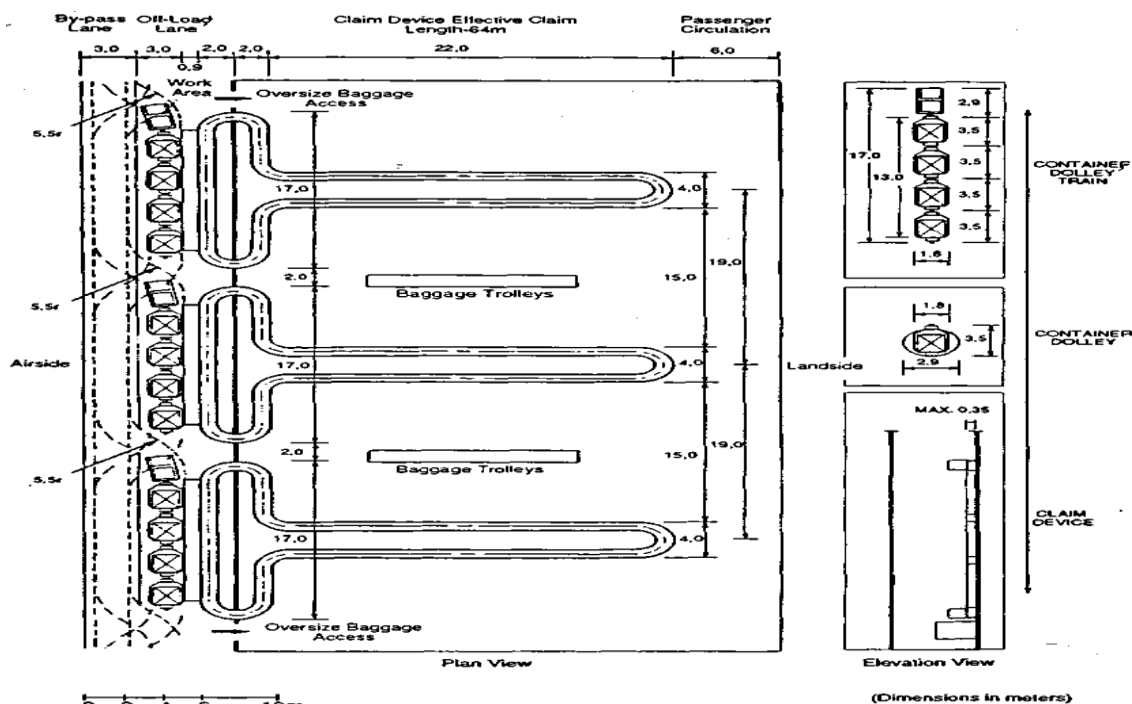 By-pass Lane
Off-Load Lane
Claim Device Effective Claim
Length-64m
Passenger
Circulation
3,0
3,0
2,0
2,0
22,0
6,0
0,9
Work
Area
Oversize Baggage
Access
5,5r
17,0
4,0
2,0
Baggage Trolleys
15,0
19,0
5,5r
Airside
17,0
4,0
Landside
2,0
Baggage Trolleys
15,0
19,0
5,5r
17,0
4,0
Oversize Baggage
Access
Plan View
2,9
3,5
3,5
3,5
3,5
17,0
13,0
1,8
CONTAINER
DOLLEY
TRAIN
1,8
3,5
2,9
CONTAINER
DOLLEY
MAX. 0,35
CLAIM
DEVICE
Elevation View
(Dimensions in meters)